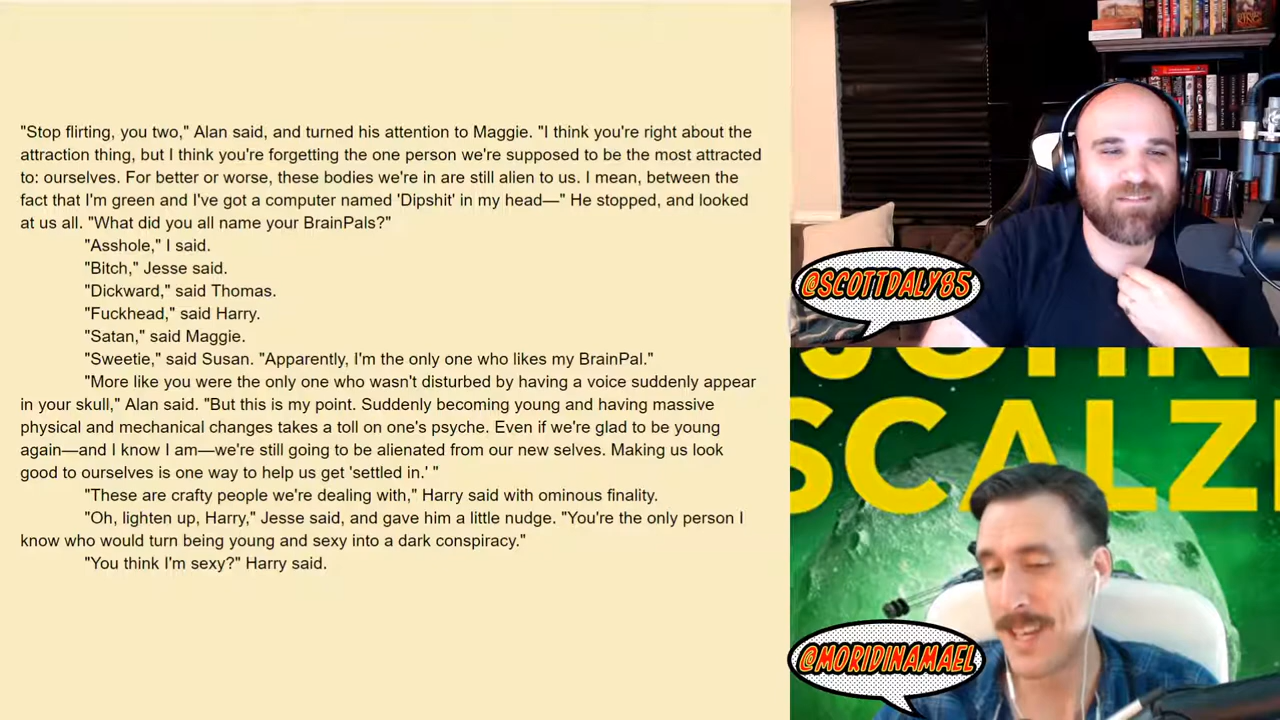 "Stop flirting, you two," Alan said, and turned his attention to Maggie. "I think you're right about the
attraction thing, but I think you're forgetting the one person we're supposed to be the most attracted
to: ourselves. For better or worse, these bodies we're in are still alien to us. I mean, between the
fact that I'm green and I've got a computer named 'Dipshit' in my head—" He stopped, and looked
at us all. "What did you all name your BrainPals?"
"Asshole," I said.
"Bitch," Jesse said.
"Dickward," said Thomas.
"Fuckhead," said Harry.
"Satan," said Maggie.
"Sweetie," said Susan. "Apparently, I'm the only one who likes my BrainPal."
"More like you were the only one who wasn't disturbed by having a voice suddenly appear
in your skull," Alan said. "But this is my point. Suddenly becoming young and having massive
physical and mechanical changes takes a toll on one's psyche. Even if we're glad to be young
again—and I know I am—we're still going to be alienated from our new selves. Making us look
good to ourselves is one way to help us get 'settled in.' "
"These are crafty people we're dealing with," Harry said with ominous finality.
"Oh, lighten up, Harry," Jesse said, and gave him a little nudge. "You're the only person I
know who would turn being young and sexy into a dark conspiracy."
"You think I'm sexy?" Harry said.
@SCOTTDALY85
JOHN
SCALZ
@MORIDINAMAEL